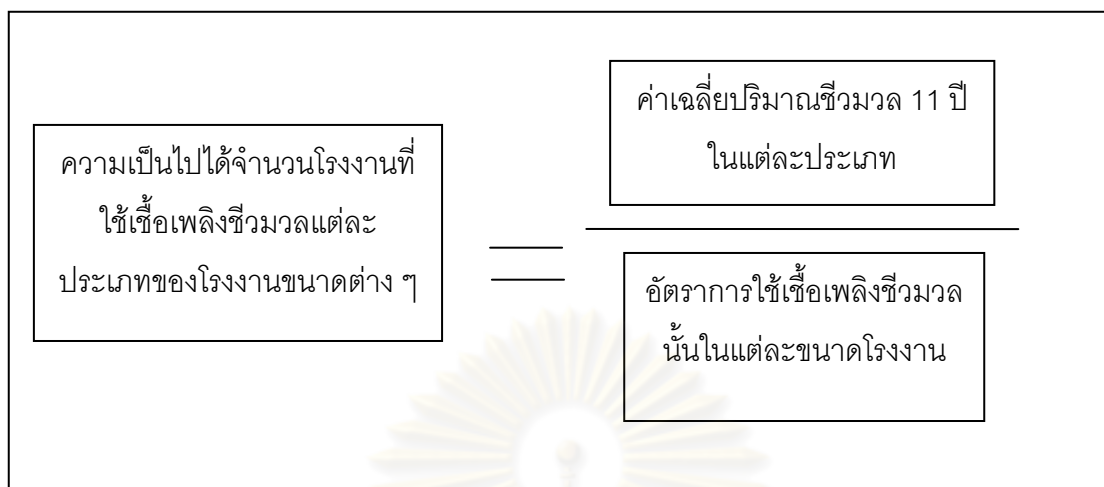 ความเป็นไปได้จำนวนโรงงานที่
ใช้เชื้อเพลิงชีวมวลแต่ละ
ประเภทของโรงงานขนาดต่าง ๆ
=
ค่าเฉลี่ยปริมาณชีวมวล 11 ปี
ในแต่ละประเภท
อัตราการใช้เชื้อเพลิงชีวมวล
นั้นในแต่ละขนาดโรงงาน